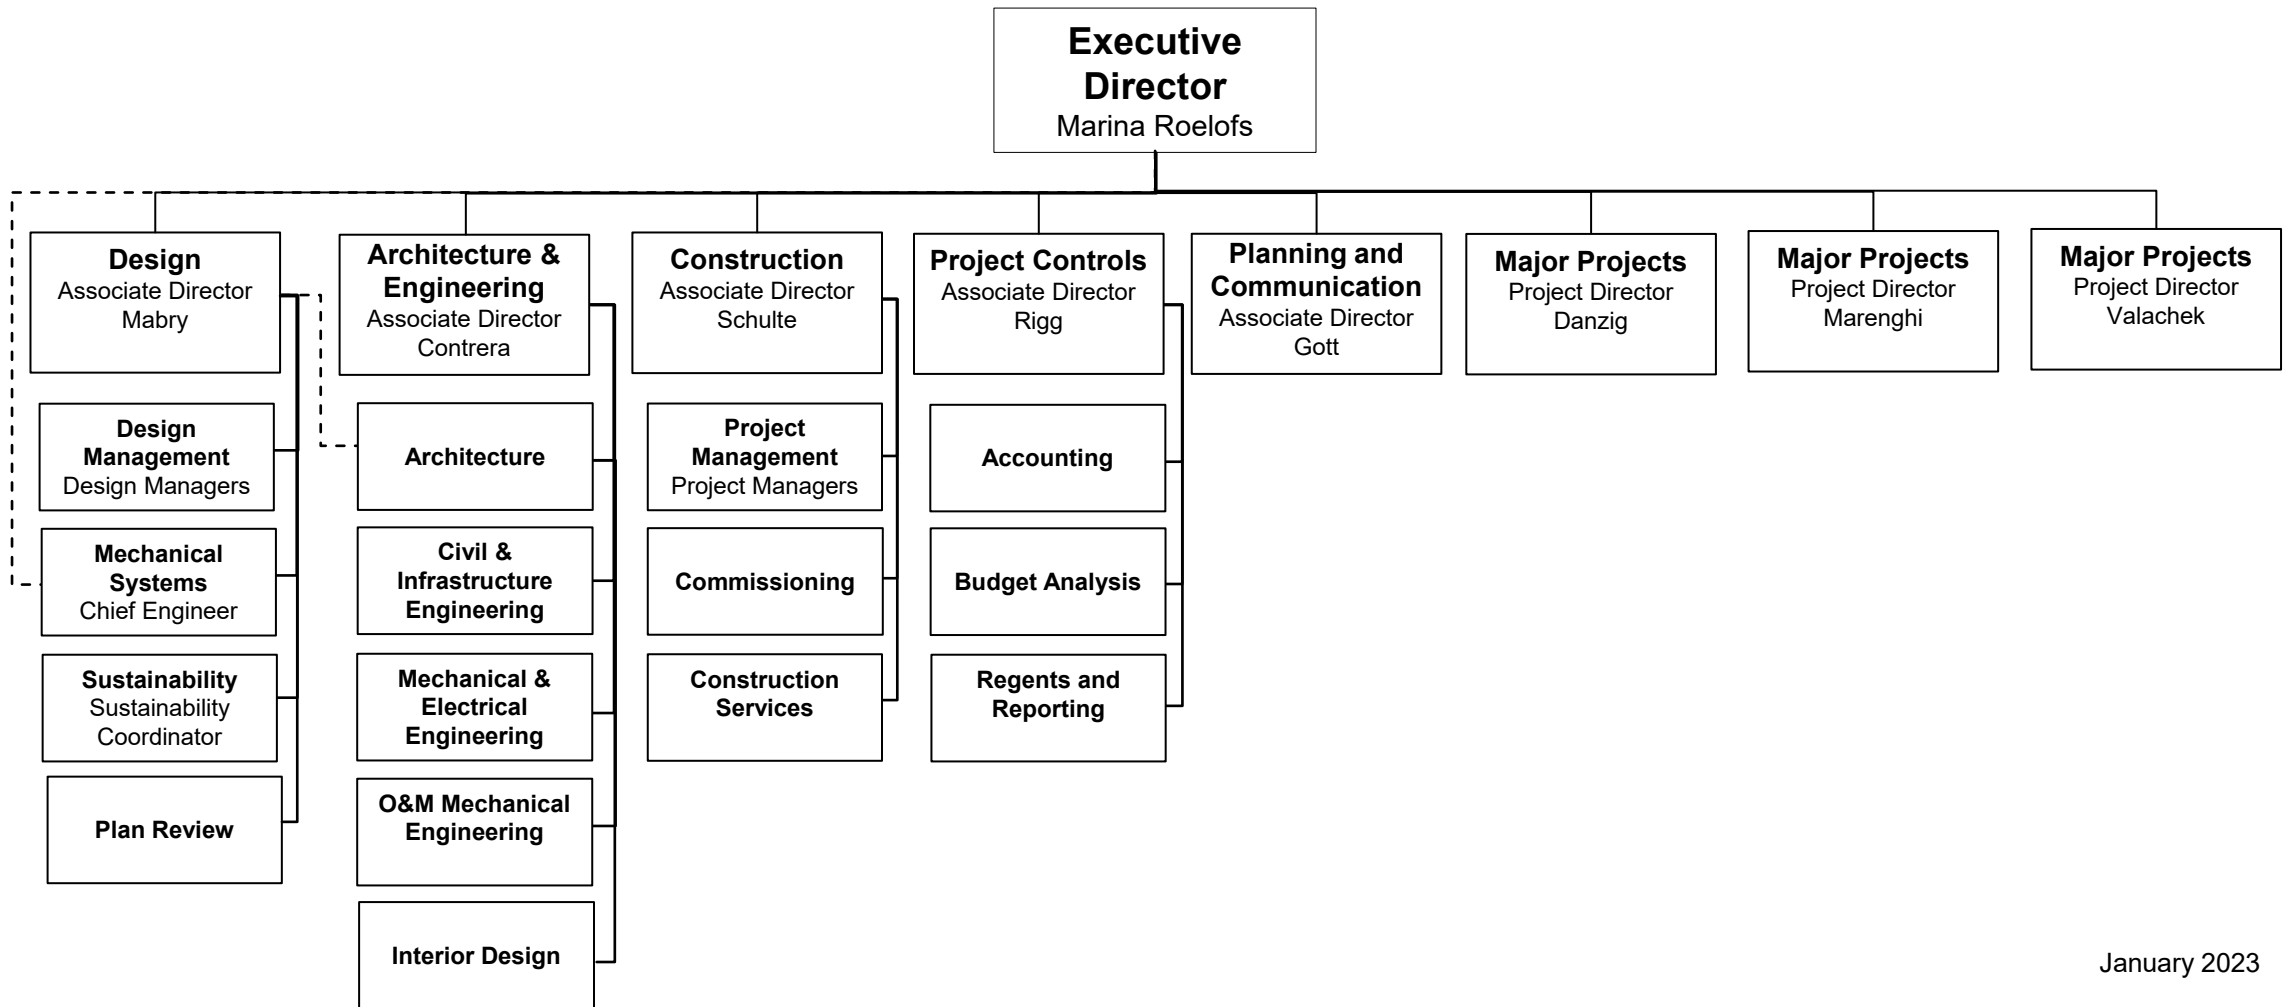 Executive
Director
Marina Roelofs
Design
Associate Director
Mabry
Architecture &
Engineering
Associate Director
Contrera
Construction
Associate Director
Schulte
Project Controls
Associate Director
Rigg
Planning and
Communication
Associate Director
Gott
Major Projects
Project Director
Danzig
Major Projects
Project Director
Marenghi
Major Projects
Project Director
Valachek
Design
Management
Design Managers
Mechanical
Systems
Chief Engineer
Sustainability
Sustainability
Coordinator
Plan Review
Architecture
Civil &
Infrastructure
Engineering
Mechanical &
Electrical
Engineering
O&M Mechanical
Engineering
Interior Design
Project
Management
Project Managers
Commissioning
Construction
Services
Accounting
Budget Analysis
Regents and
Reporting
January 2023